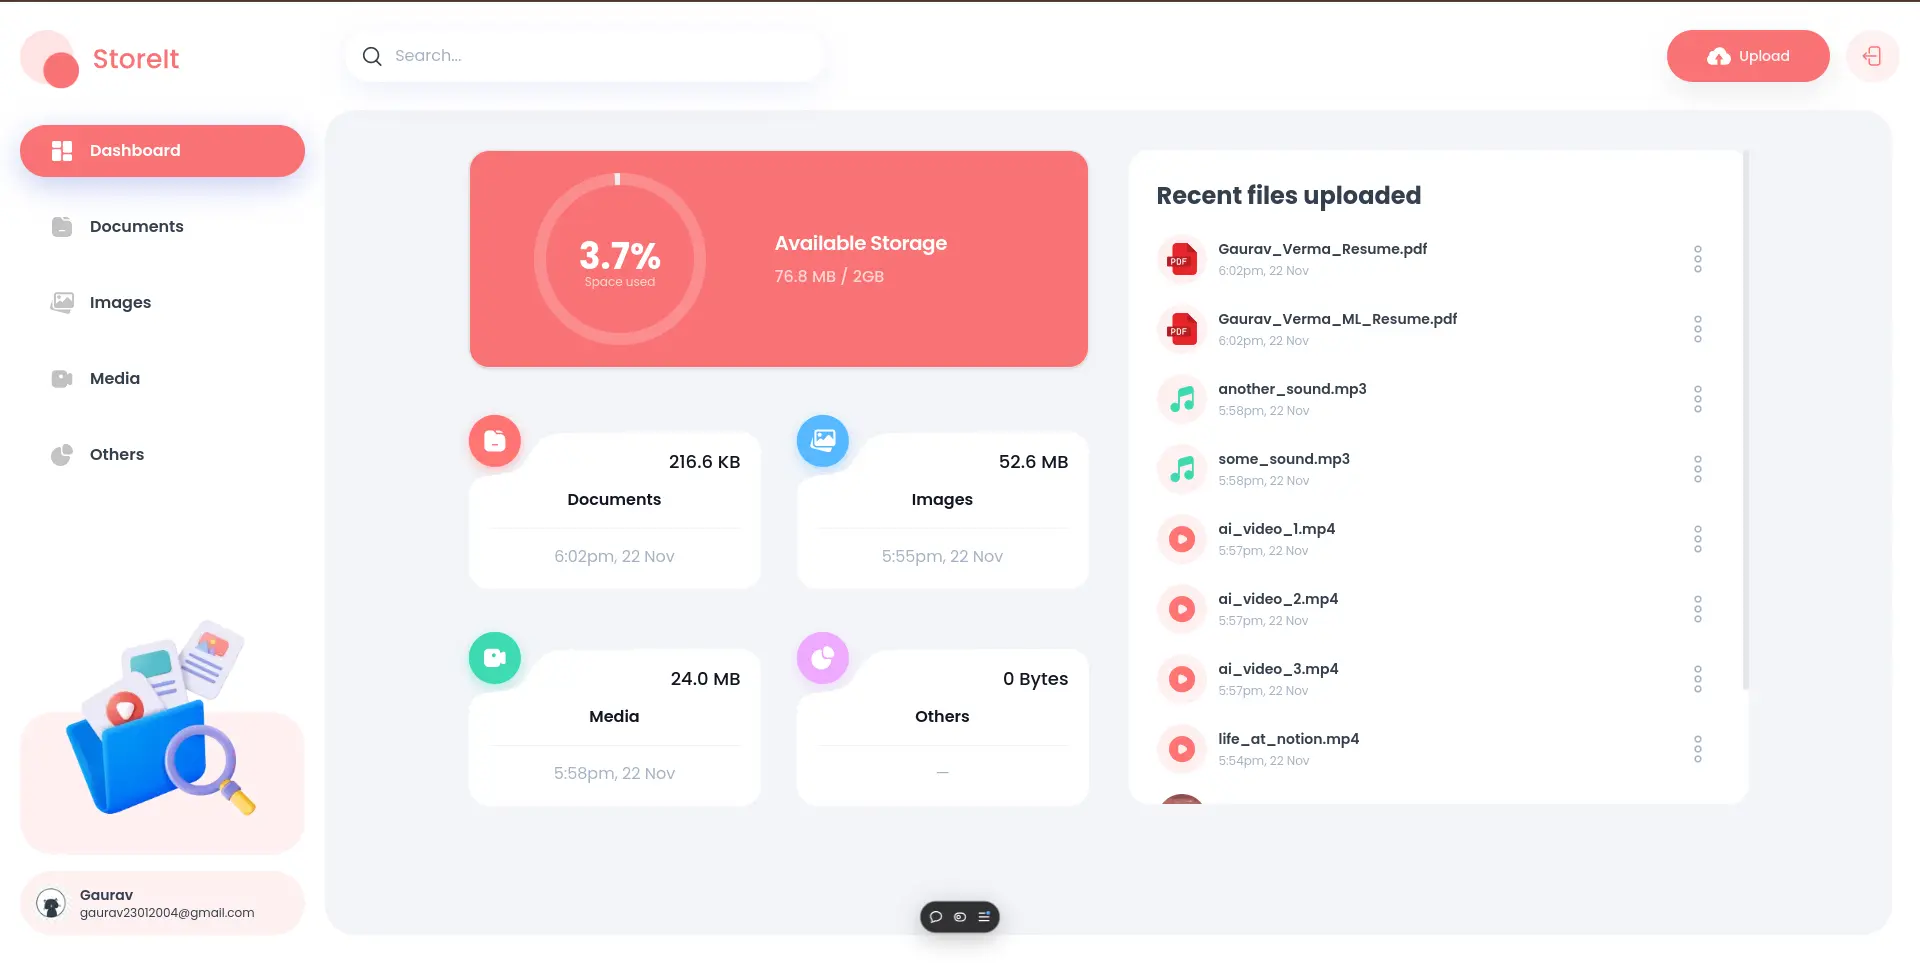 StoreIt
Search...
Upload
Dashboard
Documents
Images
Media
Others
Gaurav
gaurav23012004@gmail.com
3.7%
Space used
Available Storage
76.8 MB / 2GB
216.6 KB
Documents
6:02pm, 22 Nov
52.6 MB
Images
5:55pm, 22 Nov
24.0 MB
Media
5:58pm, 22 Nov
0 Bytes
Others
—
Recent files uploaded
PDF
Gaurav_Verma_Resume.pdf
6:02pm, 22 Nov
PDF
Gaurav_Verma_ML_Resume.pdf
6:02pm, 22 Nov
another_sound.mp3
5:58pm, 22 Nov
some_sound.mp3
5:58pm, 22 Nov
ai_video_1.mp4
5:57pm, 22 Nov
ai_video_2.mp4
5:57pm, 22 Nov
ai_video_3.mp4
5:57pm, 22 Nov
life_at_notion.mp4
5:54pm, 22 Nov